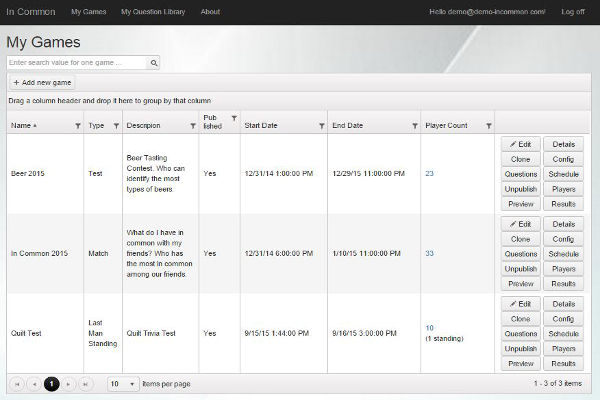 In Common My Games My Question Library About Hello demo@demo-incommon.com! Log off
My Games
Enter search value for one game ...
+ Add new game
Drag a column header and drop it here to group by that column
Name Type Descripion Pub lished Start Date End Date Player Count
Beer 2015 Test Beer Tasting Contest. Who can identify the most types of beers. Yes 12/31/14 1:00:00 PM 12/29/15 11:00:00 PM 23
Edit Details
Clone Config
Questions Schedule
Unpublish Players
Preview Results
In Common 2015 Match What do I have in common with my friends? Who has the most in common among our friends. Yes 12/31/14 6:00:00 PM 1/10/15 11:00:00 PM 33
Edit Details
Clone Config
Questions Schedule
Unpublish Players
Preview Results
Quilt Test Last Man Standing Quilt Trivia Test Yes 9/15/15 1:44:00 PM 9/16/15 3:00:00 PM 10 (1 standing)
Edit Details
Clone Config
Questions Schedule
Unpublish Players
Preview Results
1 10 items per page 1 - 3 of 3 items